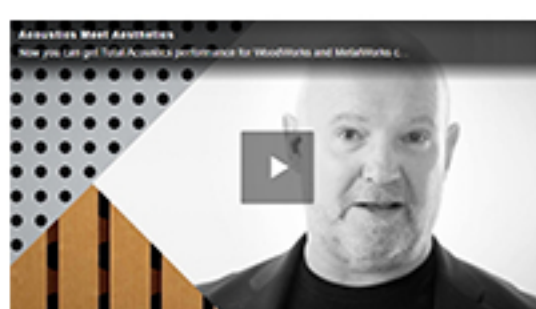 Acoustics Meet Aesthetics
Now you can get Total Acoustics performance for WoodWorks and MetalWorks c...